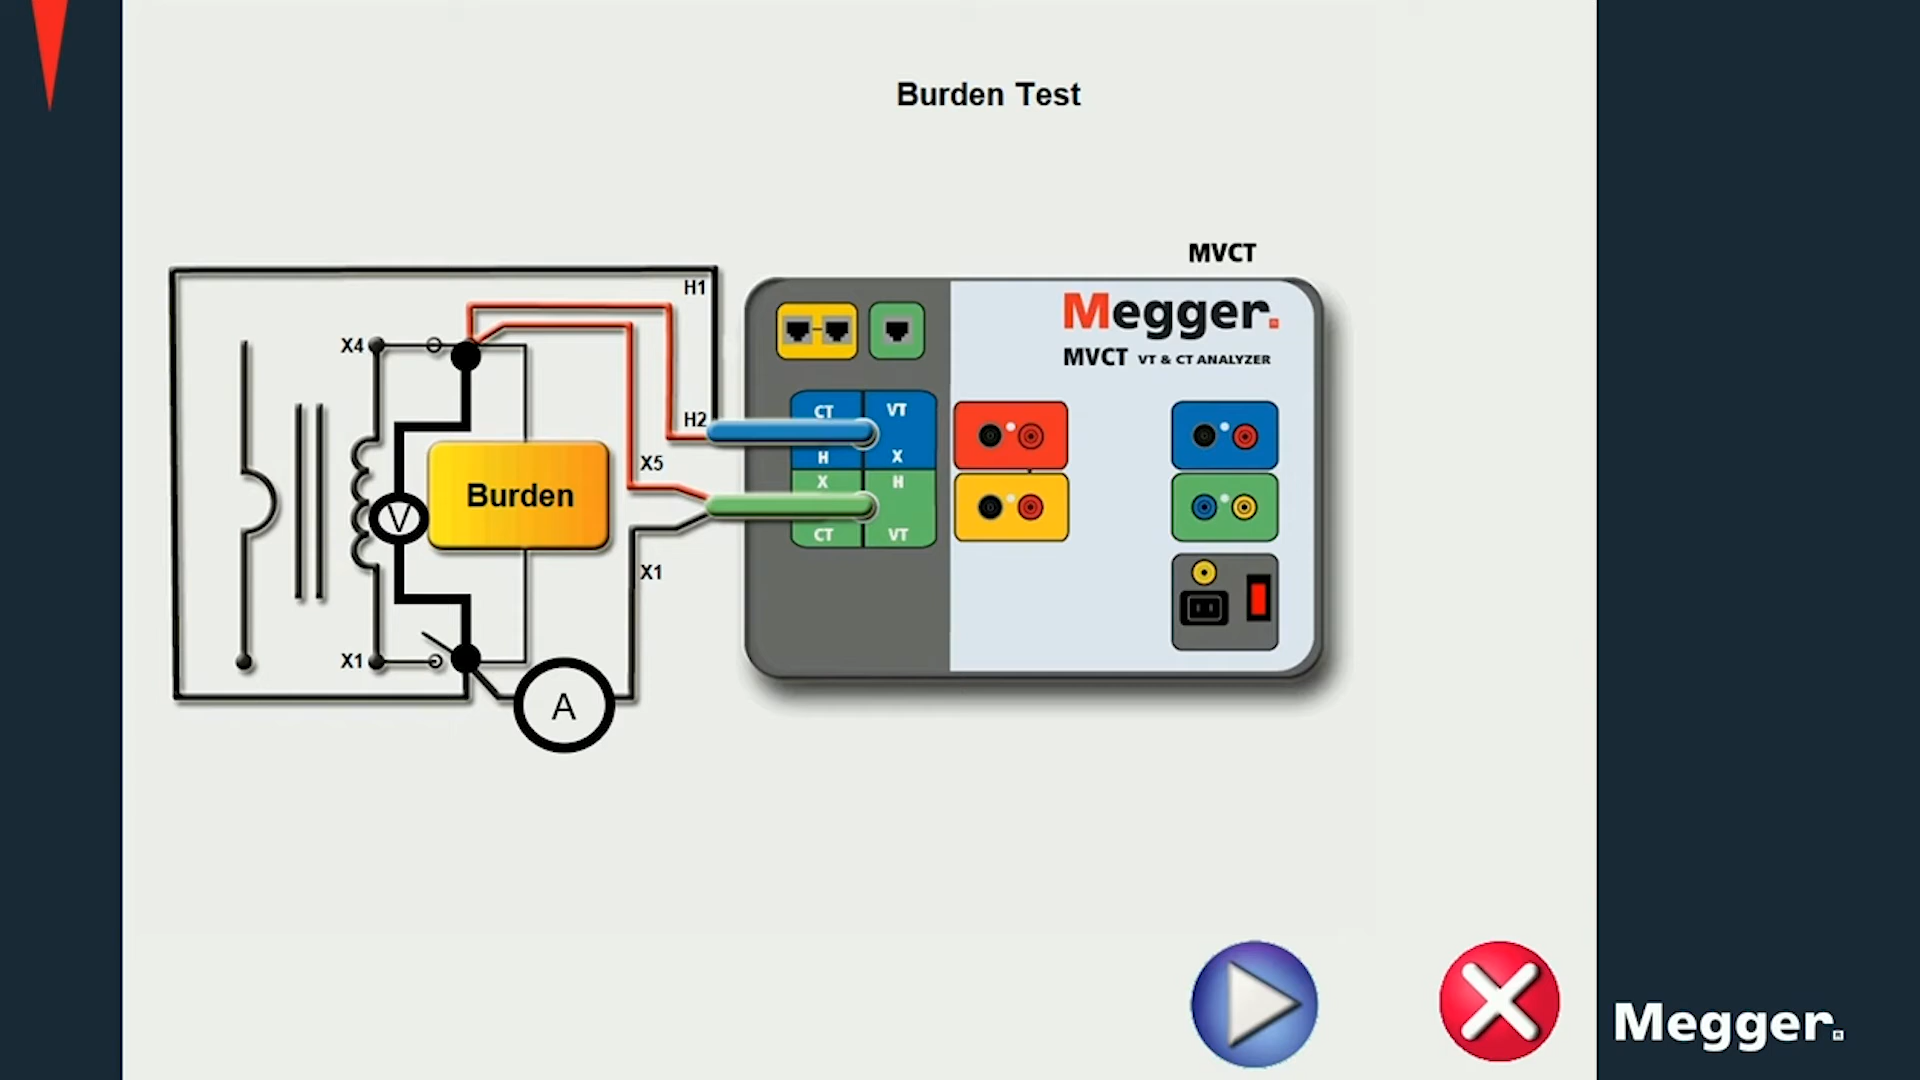 Burden Test
MVCT
H1
Megger.
X4
MVCT VT & CT ANALYZER
CT VT
H2
H X
X5
X H
Burden
V
CT VT
X1
X1
A
Megger.